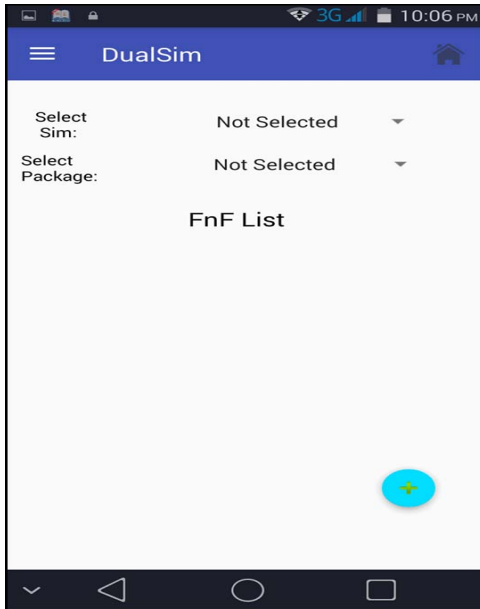 3G 10:06 PM
DualSim
Select
Sim:
Not Selected
Select
Package:
Not Selected
FnF List